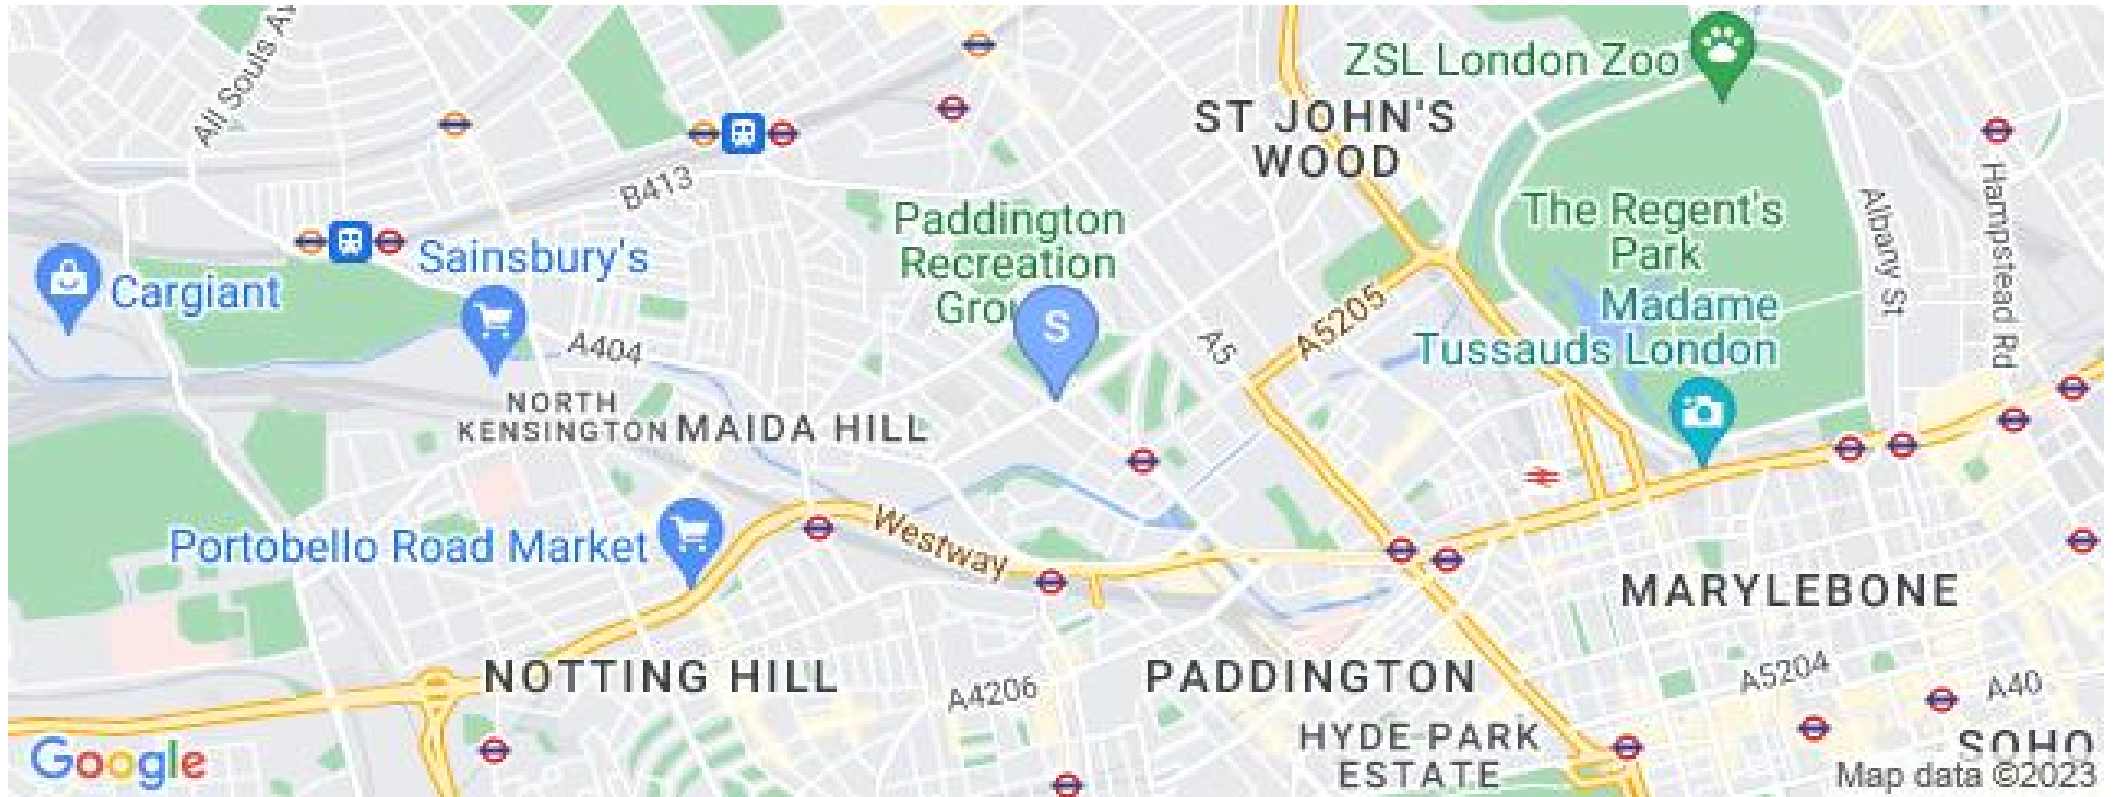 All Souls Av
ZSL London Zoo
ST JOHN'S
WOOD
B413
Hampstead Rd
Albany St
Paddington
Recreation
Grou
S
The Regent's
Park
Sainsbury's
Cargiant
Madame
Tussauds London
A5205
A5
A404
NORTH
KENSINGTON
MAIDA HILL
Portobello Road Market
Westway
MARYLEBONE
NOTTING HILL
PADDINGTON
A4206
A5204
A40
HYDE PARK
ESTATE
SOHO
Google
Map data ©2023